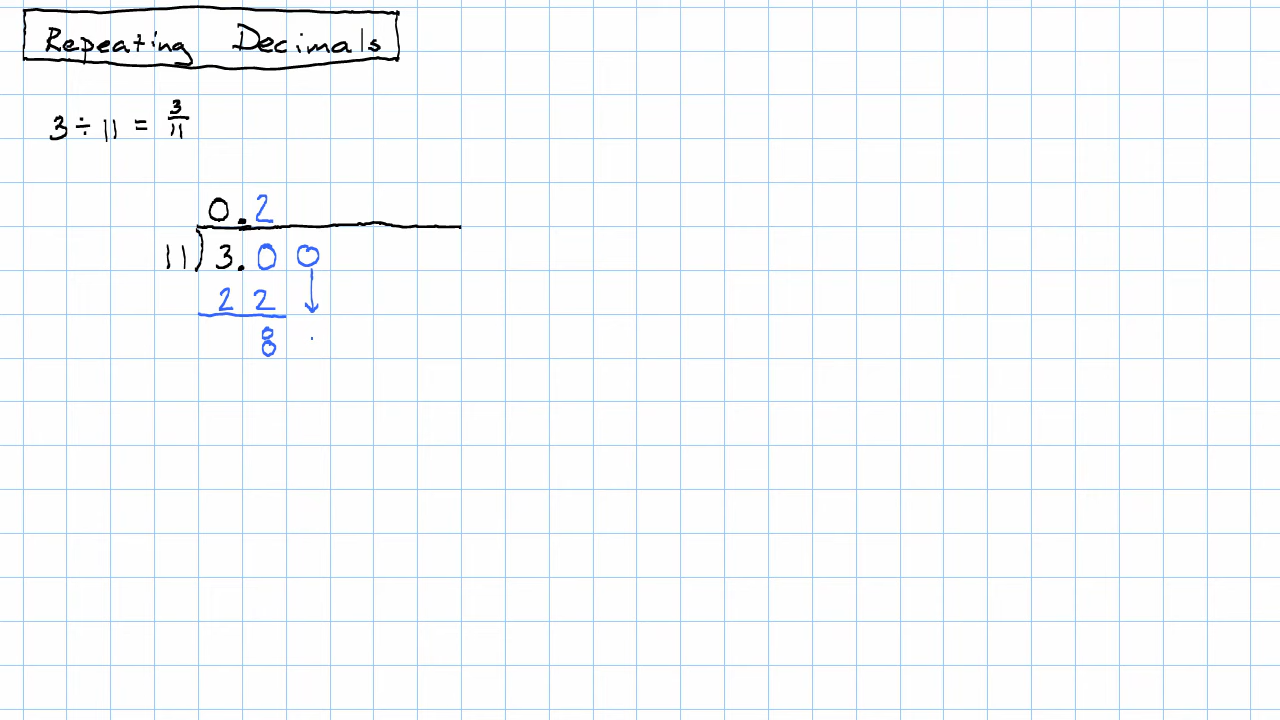 Repeating Decimals
3 ÷ 11 = 3/11
0.2
11) 3.00
22
8